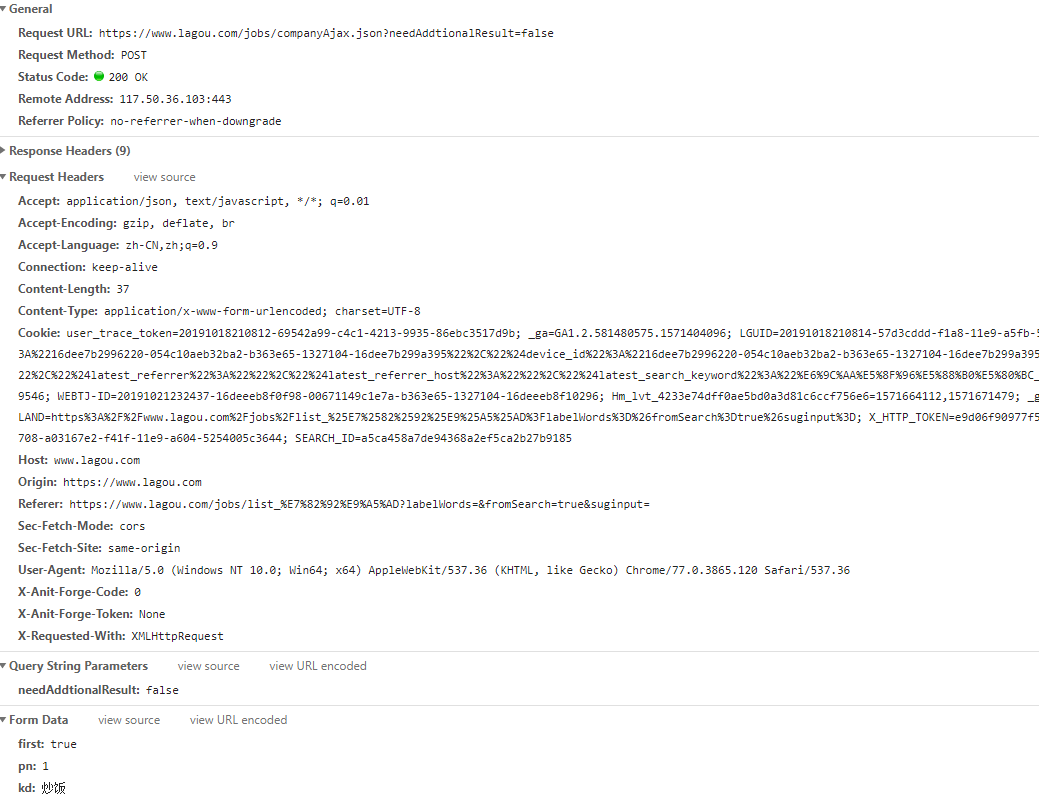 General
Request URL: https://www.lagou.com/jobs/companyAjax.json?needAddtionalResult=false
Request Method: POST
Status Code: 200 OK
Remote Address: 117.50.36.103:443
Referrer Policy: no-referrer-when-downgrade
Response Headers (9)
Request Headers view source
Accept: application/json, text/javascript, */*; q=0.01
Accept-Encoding: gzip, deflate, br
Accept-Language: zh-CN,zh;q=0.9
Connection: keep-alive
Content-Length: 37
Content-Type: application/x-www-form-urlencoded; charset=UTF-8
Cookie: user_trace_token=20191018210812-69542a99-c4c1-4213-9935-86ebc3517d9b; _ga=GA1.2.581480575.1571404096; LGUID=20191018210814-57d3cddd-f1a8-11e9-a5fb-5
3A%2216dee7b2996220-054c10aeb32ba2-b363e65-1327104-16dee7b299a395%22%2C%22%24device_id%22%3A%2216dee7b2996220-054c10aeb32ba2-b363e65-1327104-16dee7b299a395
22%2C%22%24latest_referrer%22%3A%22%22%2C%22%24latest_referrer_host%22%3A%22%22%2C%22%24latest_search_keyword%22%3A%22%E6%9C%AA%E5%8F%96%E5%88%B0%E5%80%BC_
9546; WEBTJ-ID=20191021232437-16deeeb8f0f98-00671149c1e7a-b363e65-1327104-16deeeb8f10296; Hm_lvt_4233e74dff0ae5bd0a3d81c6ccf756e6=1571664112,1571671479; _g
LAND=https%3A%2F%2Fwww.lagou.com%2Fjobs%2Flist_%25E7%2582%2592%25E9%25A5%25AD%3FlabelWords%3D%26fromSearch%3Dtrue%26suginput%3D; X_HTTP_TOKEN=e9d06f90977f5
708-a03167e2-f41f-11e9-a604-5254005c3644; SEARCH_ID=a5ca458a7de94368a2ef5ca2b27b9185
Host: www.lagou.com
Origin: https://www.lagou.com
Referer: https://www.lagou.com/jobs/list_%E7%82%92%E9%A5%AD?labelWords=&fromSearch=true&suginput=
Sec-Fetch-Mode: cors
Sec-Fetch-Site: same-origin
User-Agent: Mozilla/5.0 (Windows NT 10.0; Win64; x64) AppleWebKit/537.36 (KHTML, like Gecko) Chrome/77.0.3865.120 Safari/537.36
X-Anit-Forge-Code: 0
X-Anit-Forge-Token: None
X-Requested-With: XMLHttpRequest
Query String Parameters view source view URL encoded
needAddtionalResult: false
Form Data view source view URL encoded
first: true
pn: 1
kd: 炒饭